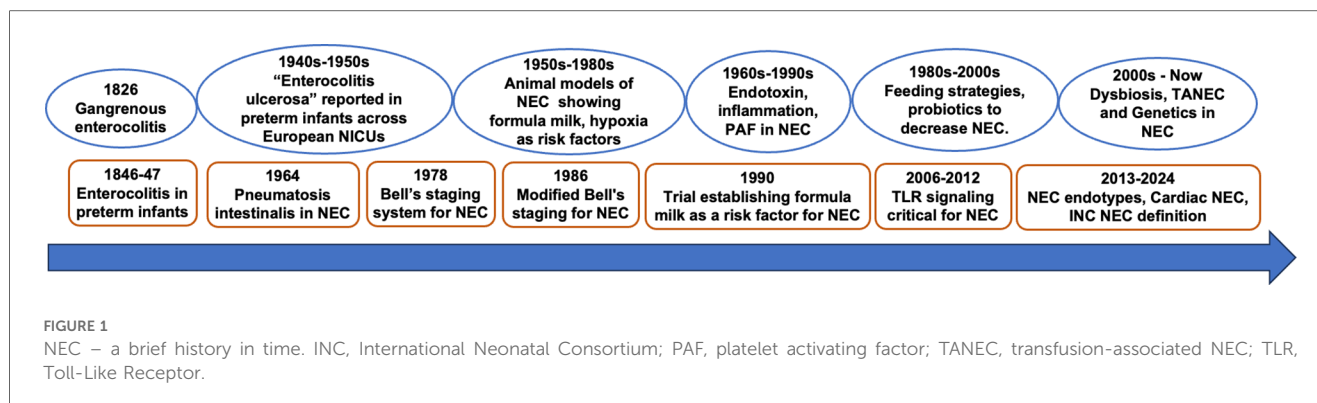 1826
Gangrenous
enterocolitis
1940s-1950s
“Enterocolitis
ulcerosa” reported in
preterm infants across
European NICUs
1950s-1980s
Animal models of
NEC showing
formula milk, hypoxia
as risk factors
1960s-1990s
Endotoxin,
inflammation,
PAF in NEC
1980s-2000s
Feeding strategies,
probiotics to
decrease NEC.
2000s - Now
Dysbiosis, TANEC
and Genetics in
NEC
1846-47
Enterocolitis in
preterm infants
1964
Pneumatosis
intestinalis in NEC
1978
Bell’s staging
system for NEC
1986
Modified Bell's
staging for NEC
1990
Trial establishing formula
milk as a risk factor for NEC
2006-2012
TLR signaling
critical for NEC
2013-2024
NEC endotypes, Cardiac NEC,
INC NEC definition
FIGURE 1
NEC – a brief history in time. INC, International Neonatal Consortium; PAF, platelet activating factor; TANEC, transfusion-associated NEC; TLR,
Toll-Like Receptor.